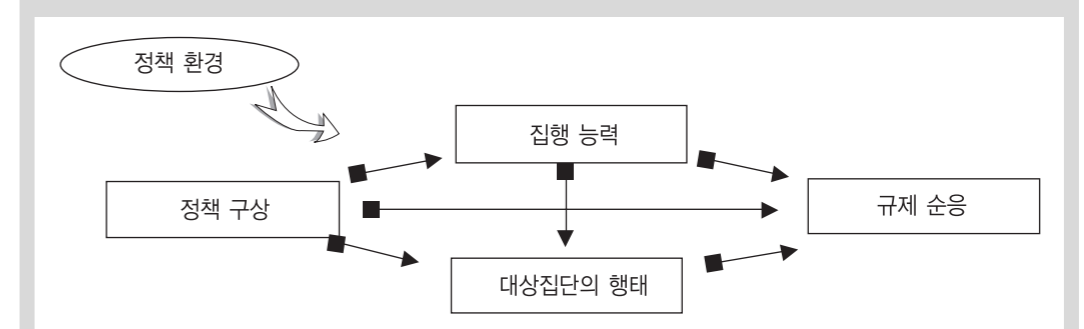 정책 환경
집행 능력
정책 구상
규제 순응
대상집단의 행태